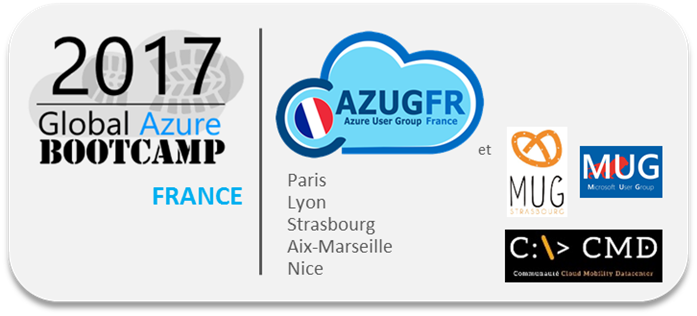 2017
Global Azure
BOOTCAMP
FRANCE
AZUGFR
Azure User Group France
Paris
Lyon
Strasbourg
Aix-Marseille
Nice
et
MUG
STRASBOURG
MUG
Microsoft User Group
C:\> CMD
Communauté Cloud Mobility Datacenter